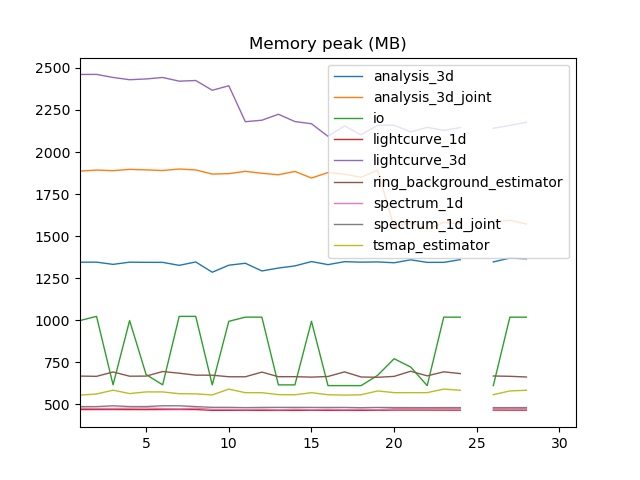 Memory peak (MB)
2500
2250
2000
1750
1500
1250
1000
750
500
analysis_3d
analysis_3d_joint
io
lightcurve_1d
lightcurve_3d
ring_background_estimator
spectrum_1d
spectrum_1d_joint
tsmap_estimator
5 10 15 20 25 30